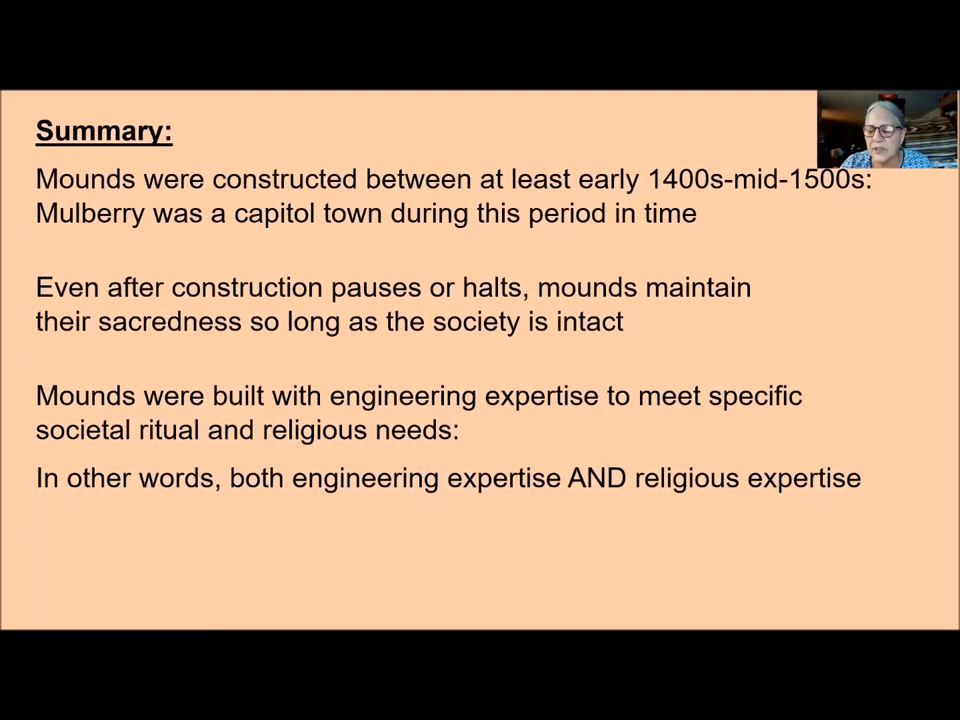 Summary:
Mounds were constructed between at least early 1400s-mid-1500s:
Mulberry was a capitol town during this period in time
Even after construction pauses or halts, mounds maintain
their sacredness so long as the society is intact
Mounds were built with engineering expertise to meet specific
societal ritual and religious needs:
In other words, both engineering expertise AND religious expertise